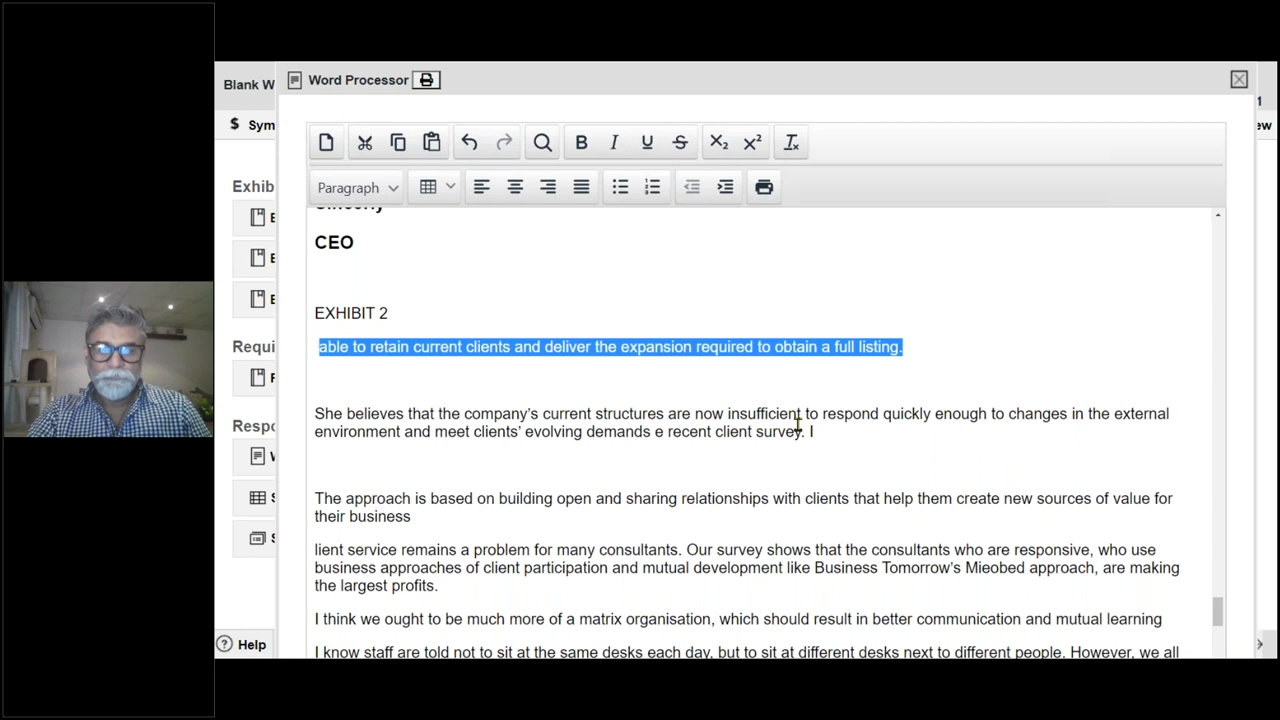 Blank W
Word Processor
1
$ Sym
ew
Paragraph
Exhib
CEO
EXHIBIT 2
able to retain current clients and deliver the expansion required to obtain a full listing.
Requi
She believes that the company's current structures are now insufficient to respond quickly enough to changes in the external
environment and meet clients' evolving demands e recent client survey. I
Respo
The approach is based on building open and sharing relationships with clients that help them create new sources of value for
their business
lient service remains a problem for many consultants. Our survey shows that the consultants who are responsive, who use
business approaches of client participation and mutual development like Business Tomorrow's Mieobed approach, are making
the largest profits.
I think we ought to be much more of a matrix organisation, which should result in better communication and mutual learning
Help
I know staff are told not to sit at the same desks each day, but to sit at different desks next to different people. However, we all